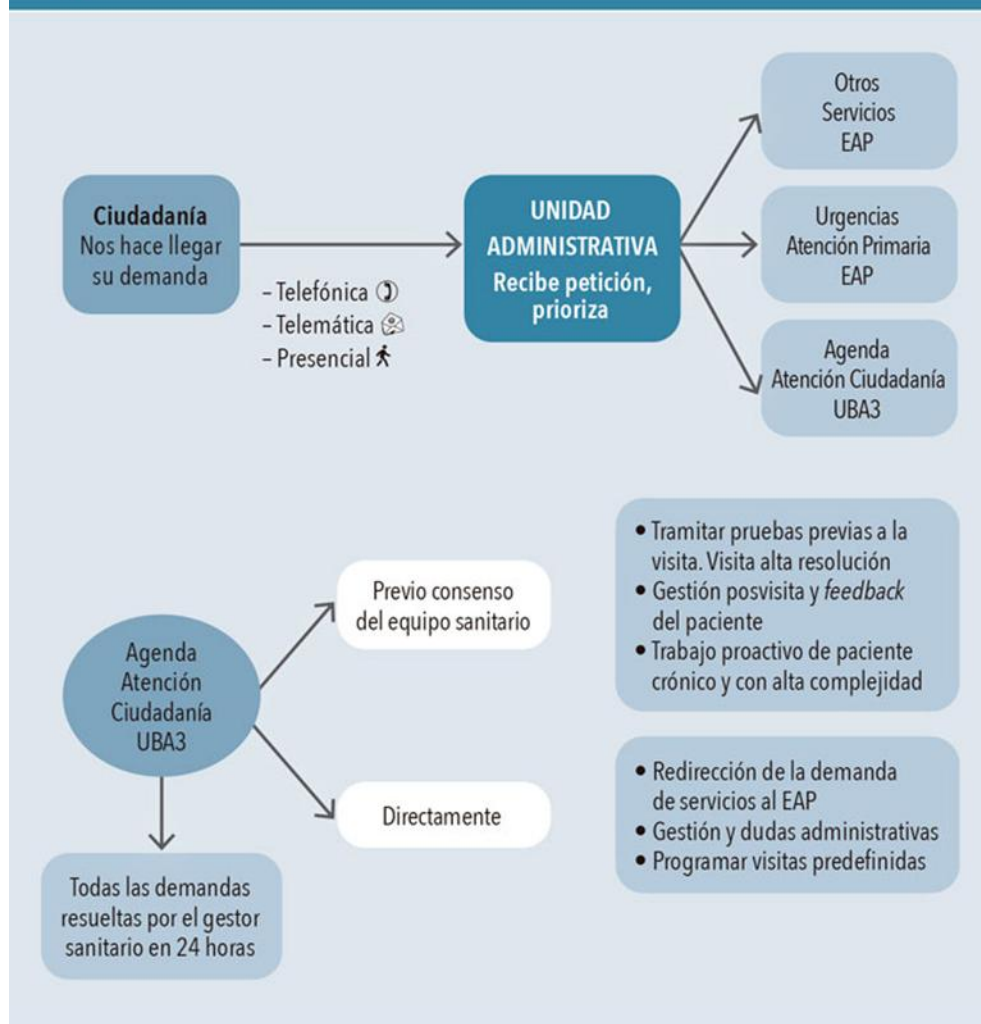 Ciudadanía
Nos hace llegar
su demanda
– Telefónica
– Telemática
– Presencial
UNIDAD
ADMINISTRATIVA
Recibe petición,
prioriza
Otros
Servicios
EAP
Urgencias
Atención Primaria
EAP
Agenda
Atención Ciudadanía
UBA3
Agenda
Atención
Ciudadanía
UBA3
Previo consenso
del equipo sanitario
Directamente
Todas las demandas
resueltas por el gestor
sanitario en 24 horas
• Tramitar pruebas previas a la
visita. Visita alta resolución
• Gestión posvisita y feedback
del paciente
• Trabajo proactivo de paciente
crónico y con alta complejidad
• Redirección de la demanda
de servicios al EAP
• Gestión y dudas administrativas
• Programar visitas predefinidas